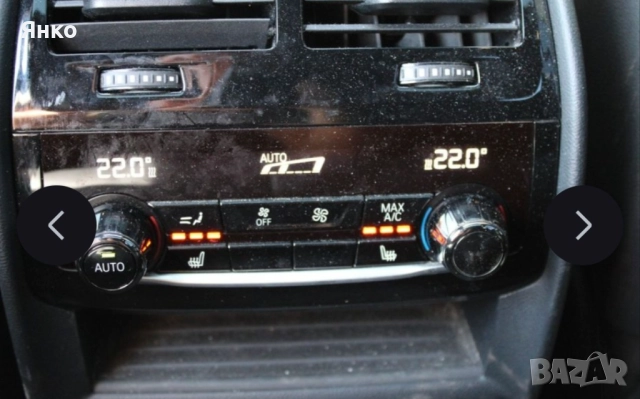 Янко
22.0°
AUTO
22.0°
OFF
MAX
A/C
AUTO
BAZAR